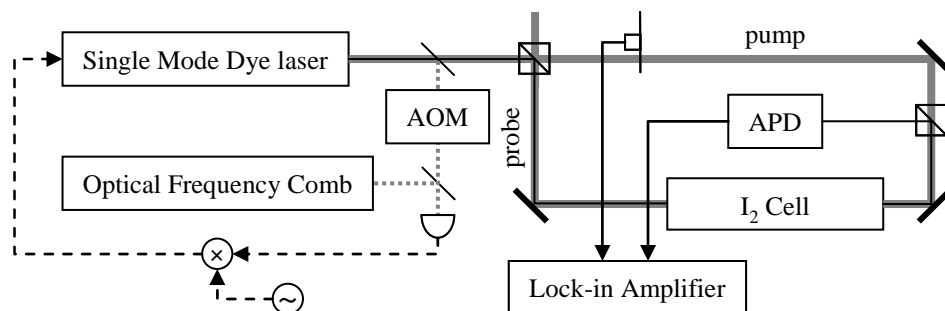 Single Mode Dye laser
pump
AOM
probe
APD
Optical Frequency Comb
I₂ Cell
×
~
Lock-in Amplifier